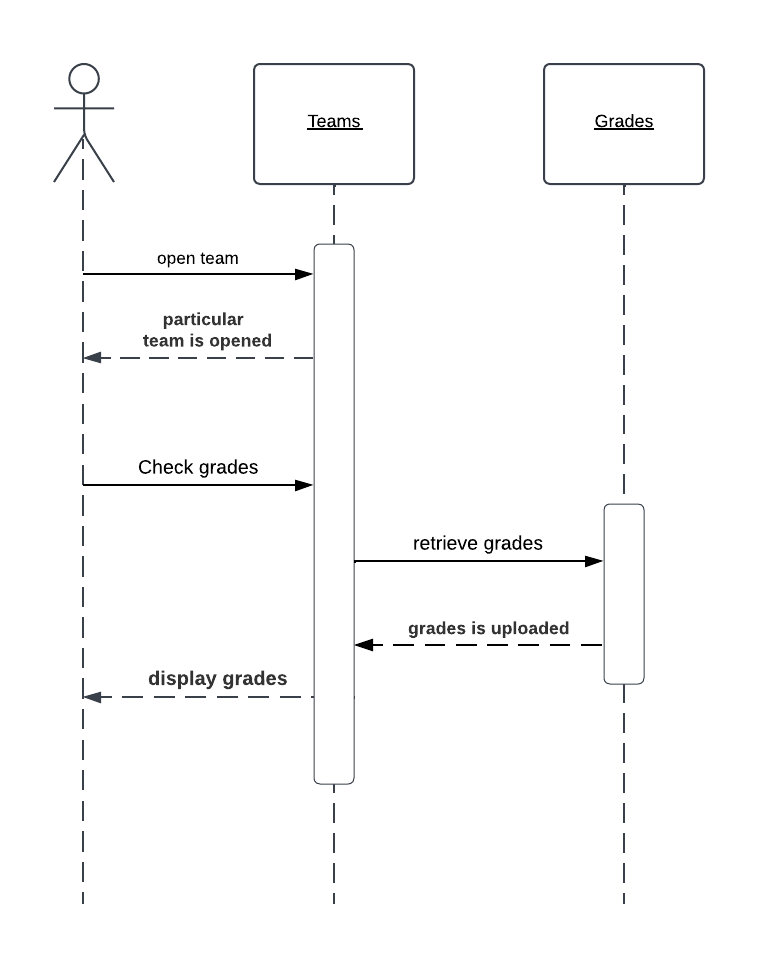 Teams
Grades
open team
particular
team is opened
Check grades
retrieve grades
grades is uploaded
display grades